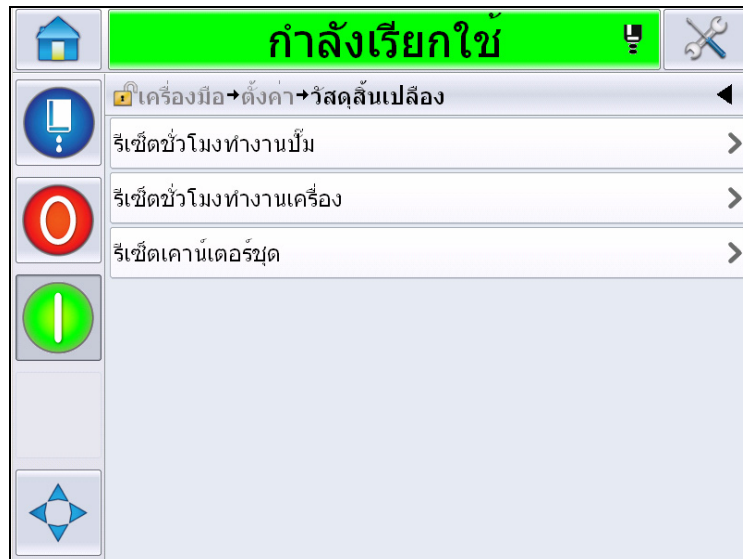 กำลังเรียกใช้
เครื่องมือ→ตั้งค่า→วัสดุสิ้นเปลือง
รีเซ็ตชั่วโมงทำงานปั๊ม
รีเซ็ตชั่วโมงทำงานเครื่อง
รีเซ็ตเคาน์เตอร์ชุด